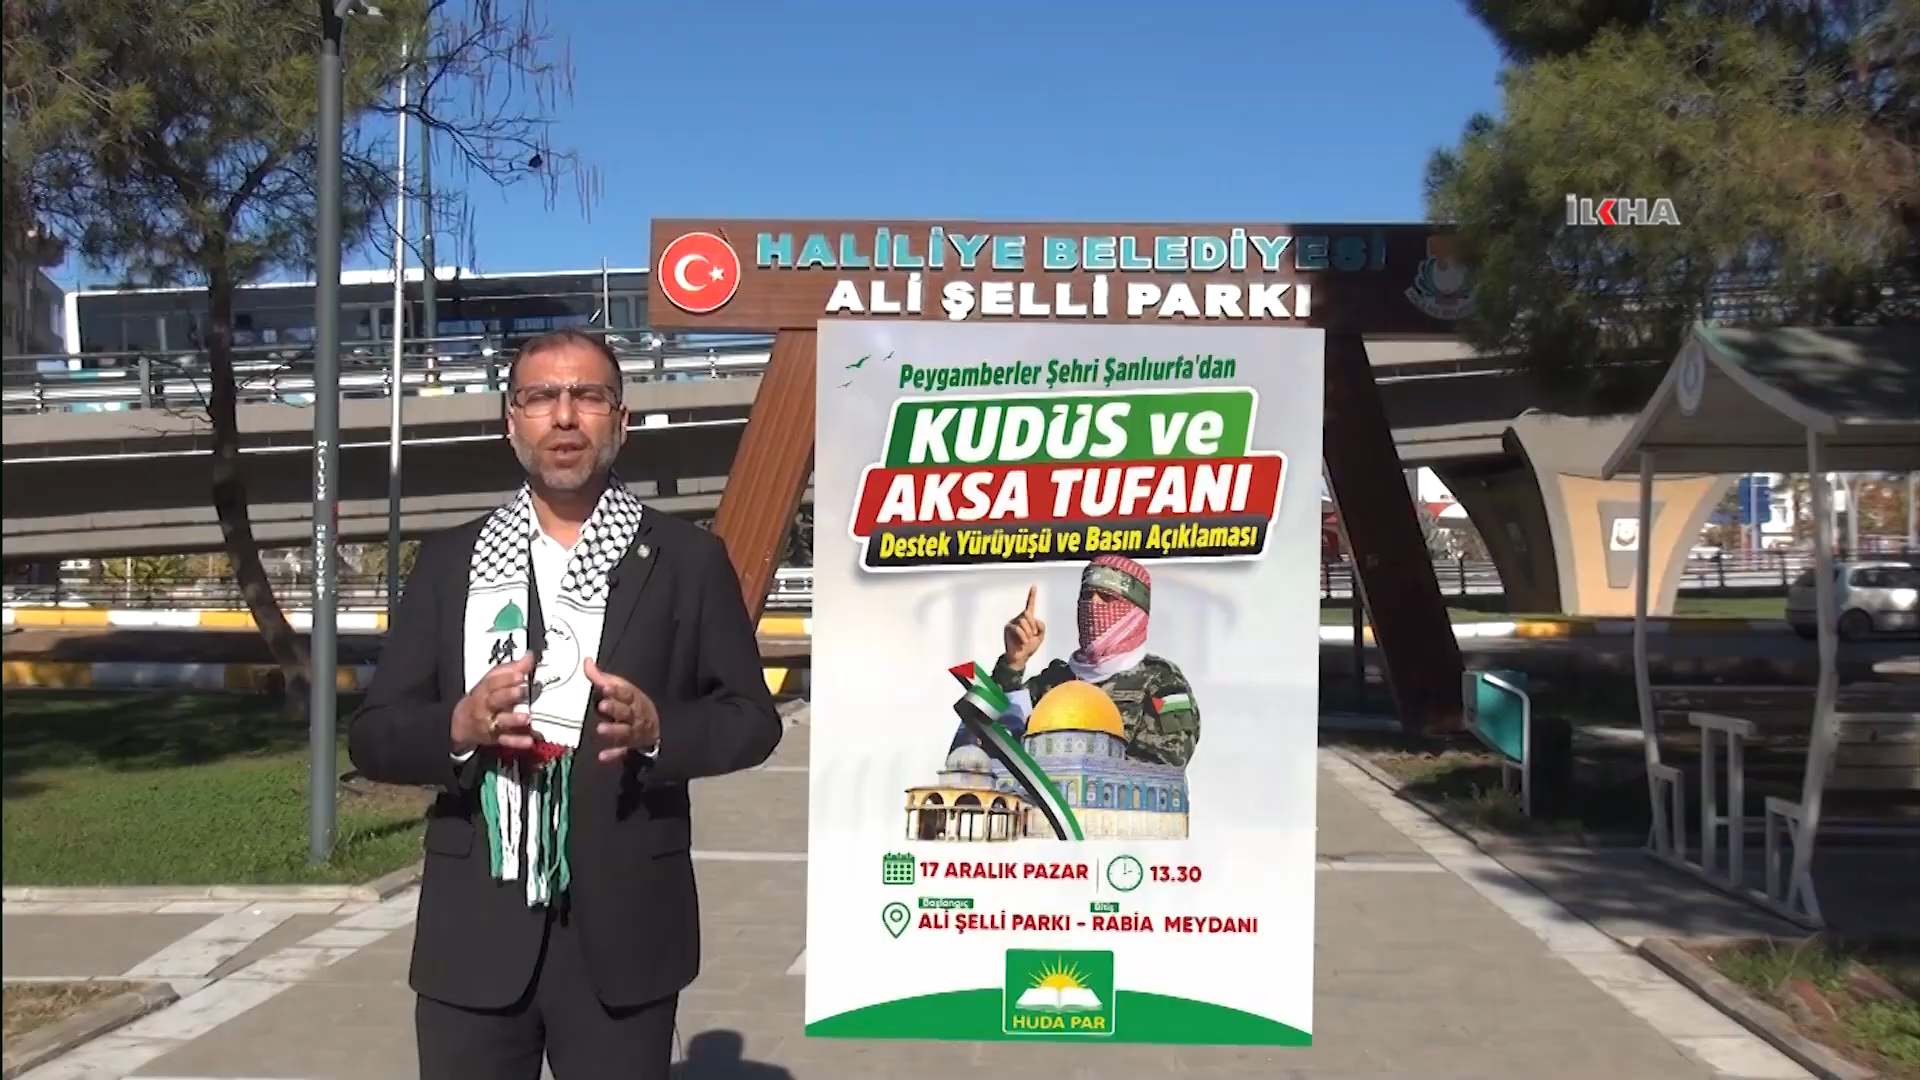 İLKHA
HALİLİYE BELEDİYESİ
ALİ ŞELLİ PARKI
Peygamberler Şehri Şanlıurfa'dan
KUDÜS ve
AKSA TUFANI
Destek Yürüyüşü ve Basın Açıklaması
17 ARALIK PAZAR
13.30
Başlangıç
Bitiş
ALİ ŞELLİ PARKI - RABİA MEYDANI
HUDA PAR